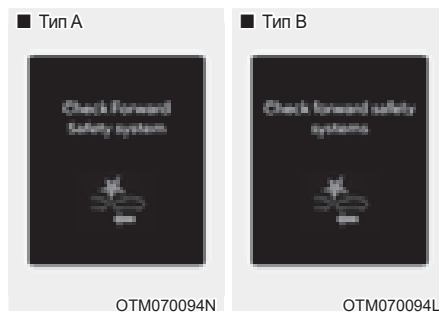 ■ Тип A
Check Forward
Safety system
OTM070094N
■ Тип B
Check forward safety
systems
OTM070094L